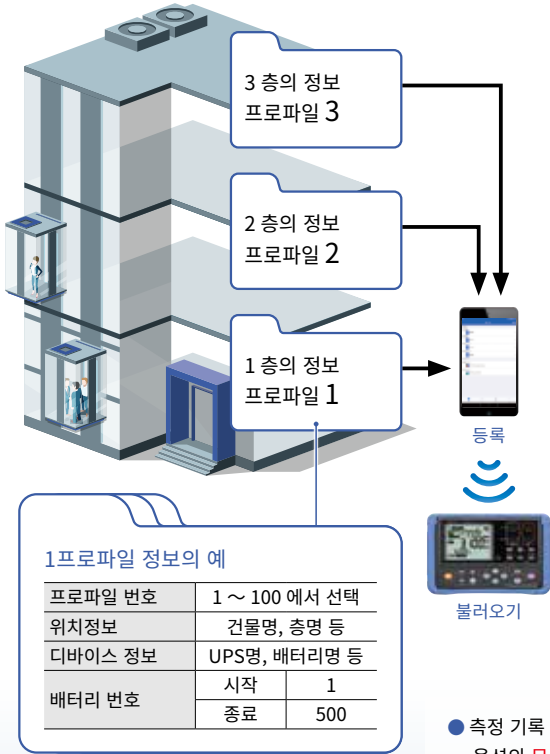 3 층의 정보
프로파일 3
2 층의 정보
프로파일 2
1 층의 정보
프로파일 1
등록
불러오기
1프로파일 정보의 예
프로파일 번호 1 ～ 100 에서 선택
위치정보 건물명, 층명 등
디바이스 정보 UPS명, 배터리명 등
배터리 번호 시작 1
종료 500
● 측정 기록